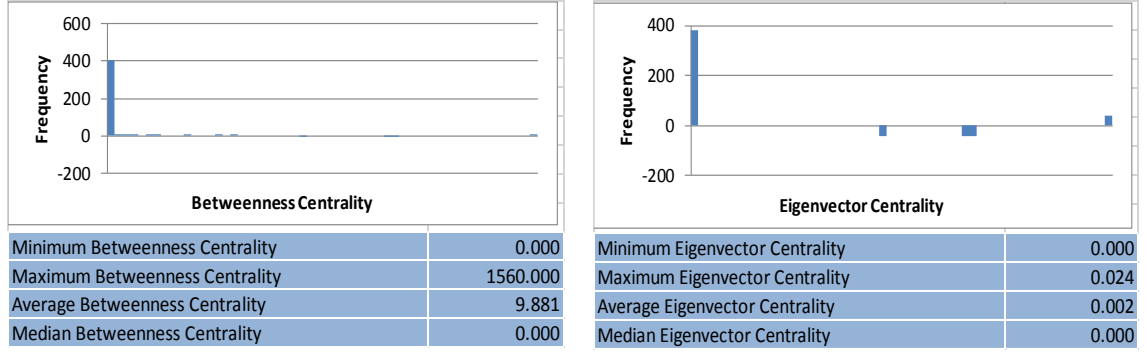 600
400
200
0
-200
Frequency
Betweenness Centrality
Minimum Betweenness Centrality 0.000
Maximum Betweenness Centrality 1560.000
Average Betweenness Centrality 9.881
Median Betweenness Centrality 0.000
400
200
0
-200
Frequency
Eigenvector Centrality
Minimum Eigenvector Centrality 0.000
Maximum Eigenvector Centrality 0.024
Average Eigenvector Centrality 0.002
Median Eigenvector Centrality 0.000